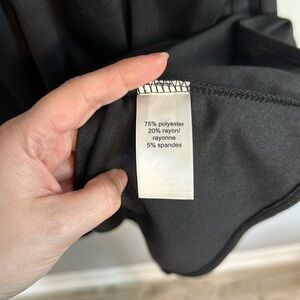 75% polyester
20% rayon/
rayonne
5% spandex